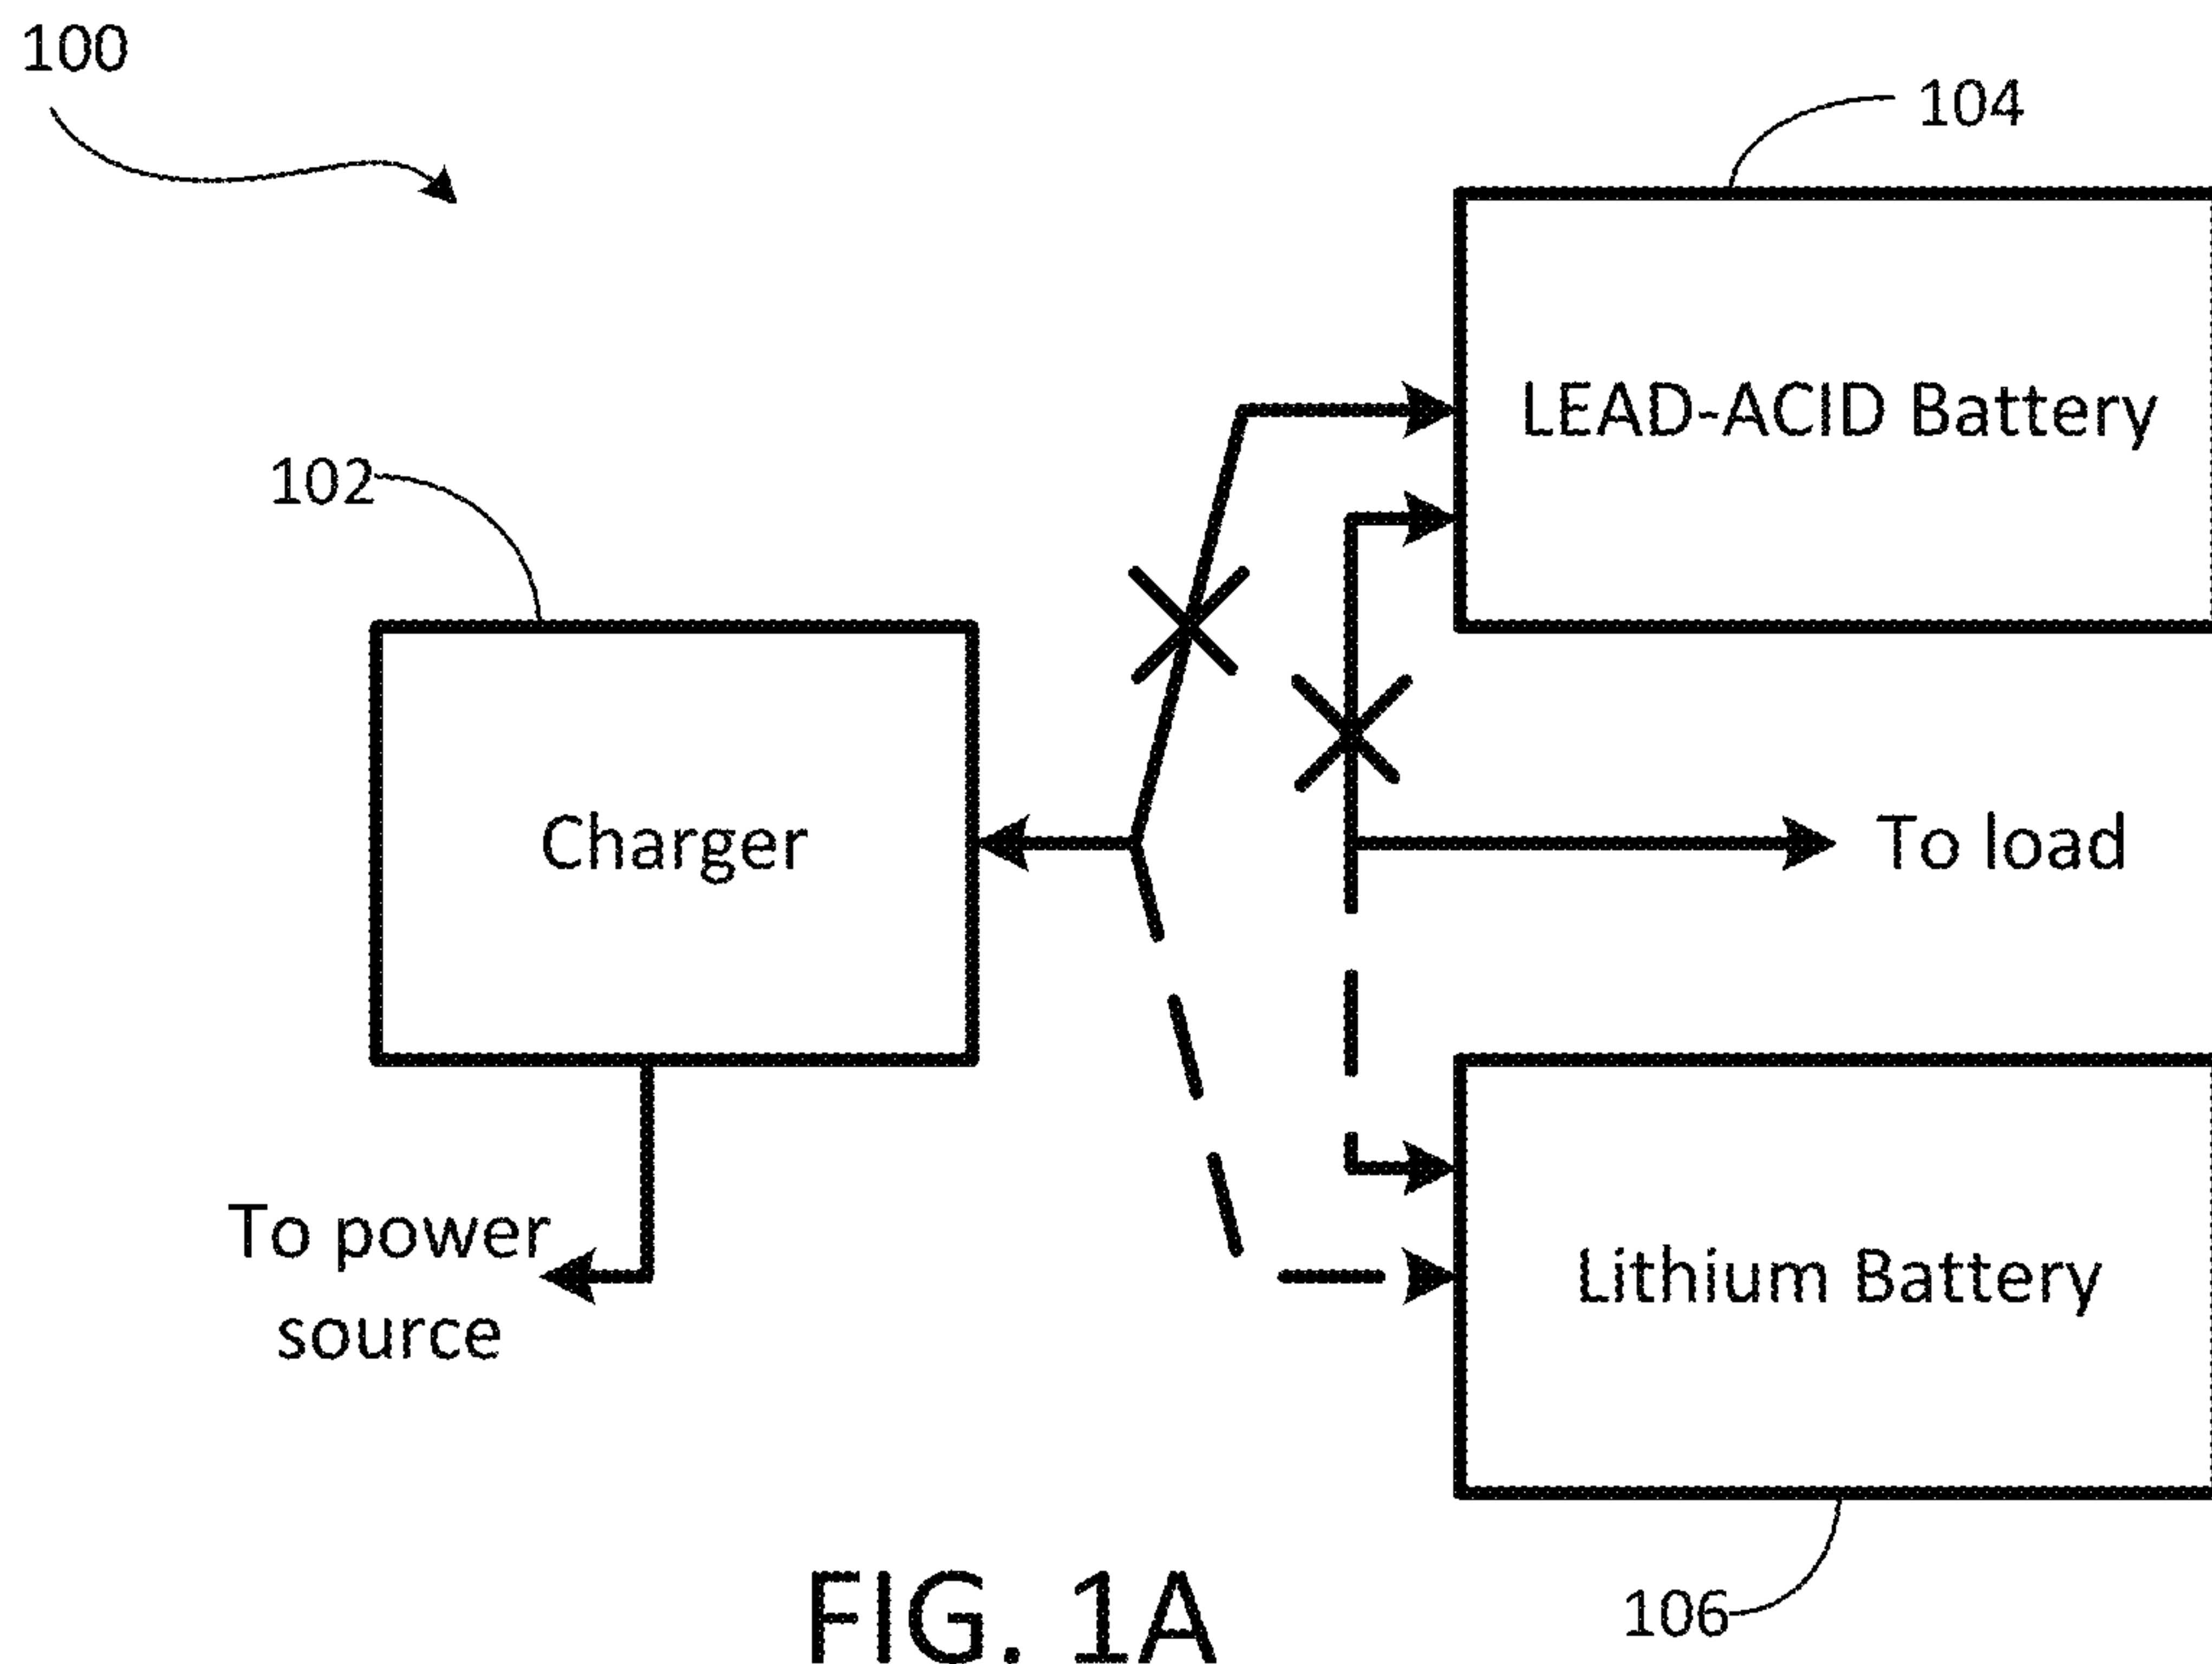 100
104
LEAD-ACID Battery
102
Charger
To load
To power
source
Lithium Battery
106
FIG. 1A